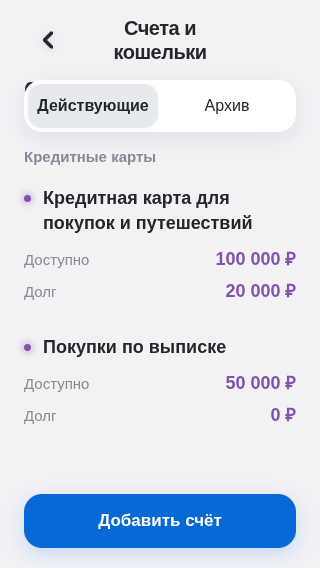 Счета и
кошельки
Действующие Архив
Кредитные карты
Кредитная карта для
покупок и путешествий
Доступно 100 000 ₽
Долг 20 000 ₽
Покупки по выписке
Доступно 50 000 ₽
Долг 0 ₽
Добавить счёт